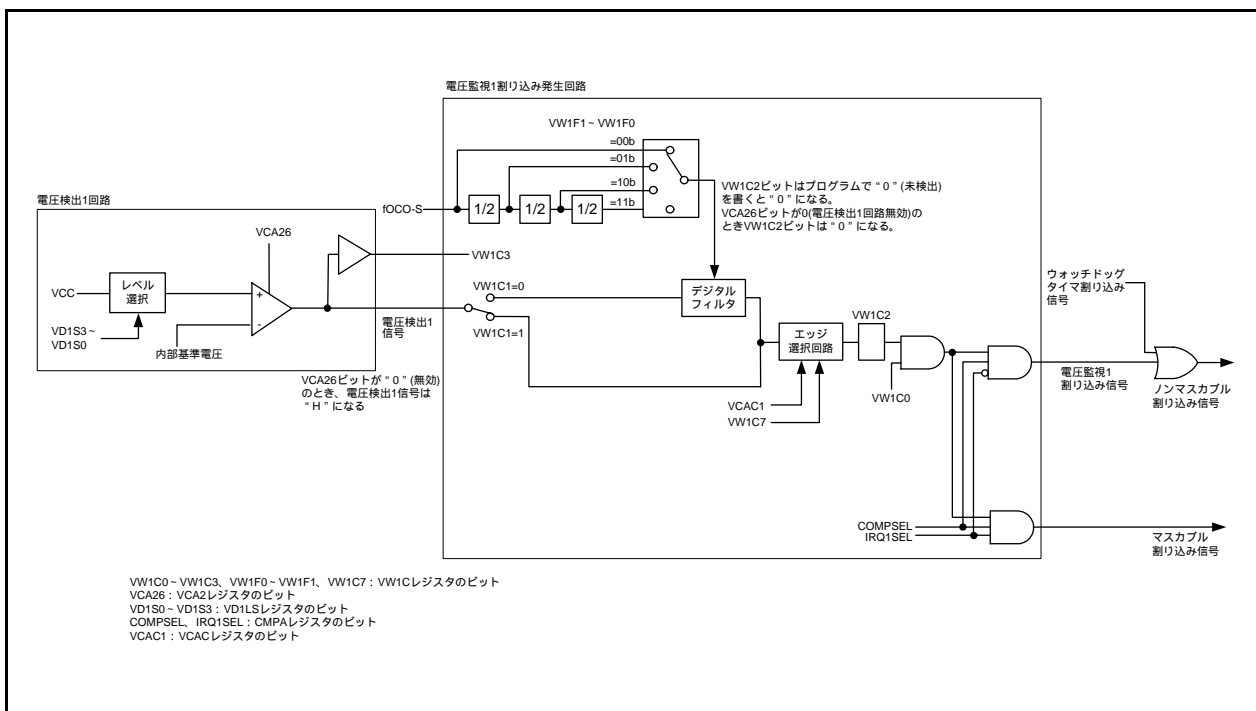 電圧監視1割り込み発生回路
VW1F1~VW1F0
=00b
=01b
=10b
=11b
fOCO-S
1/2
1/2
1/2
VW1C2ビットはプログラムで“0”(未検出)
を書くと“0”になる。
VCA26ビットが0(電圧検出1回路無効)の
ときVW1C2ビットは“0”になる。
電圧検出1回路
VCA26
VCC
レベル
選択
+
-
VD1S3~
VD1S0
内部基準電圧
VW1C3
電圧検出1
信号
VW1C1=0
VW1C1=1
デジタル
フィルタ
VCA26ビットが“0”(無効)
のとき、電圧検出1信号は
“H”になる
エッジ
選択回路
VCAC1
VW1C7
VW1C2
VW1C0
ウォッチドッグ
タイマ割り込み
信号
電圧監視1
割り込み信号
ノンマスカブル
割り込み信号
COMPSEL
IRQ1SEL
マスカブル
割り込み信号
VW1C0~VW1C3、VW1F0~VW1F1、VW1C7:VW1Cレジスタのビット
VCA26:VCA2レジスタのビット
VD1S0~VD1S3:VD1LSレジスタのビット
COMPSEL、IRQ1SEL:CMPAレジスタのビット
VCAC1:VCACレジスタのビット